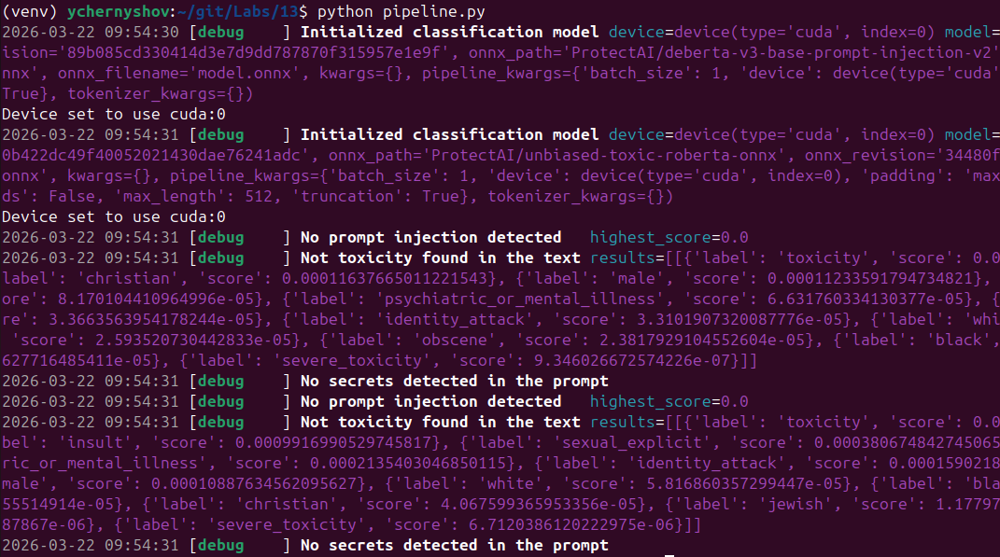 (venv) ychernyshov:~/git/Labs/13$ python pipeline.py
2026-03-22 09:54:30 [debug    ] Initialized classification model device=device(type='cuda', index=0) model=
ision='89b085cd330414d3e7d9dd787870f315957e1e9f', onnx_path='ProtectAI/deberta-v3-base-prompt-injection-v2'
nnx', onnx_filename='model.onnx', kwargs={}, pipeline_kwargs={'batch_size': 1, 'device': device(type='cuda'
True}, tokenizer_kwargs={})
Device set to use cuda:0
2026-03-22 09:54:31 [debug    ] Initialized classification model device=device(type='cuda', index=0) model=
0b422dc49f40052021430dae76241adc', onnx_path='ProtectAI/unbiased-toxic-roberta-onnx', onnx_revision='34480f
onnx', kwargs={}, pipeline_kwargs={'batch_size': 1, 'device': device(type='cuda', index=0), 'padding': 'max
ds': False, 'max_length': 512, 'truncation': True}, tokenizer_kwargs={})
Device set to use cuda:0
2026-03-22 09:54:31 [debug    ] No prompt injection detected   highest_score=0.0
2026-03-22 09:54:31 [debug    ] Not toxicity found in the text results=[[{'label': 'toxicity', 'score': 0.0
label': 'christian', 'score': 0.00011637665011221543}, {'label': 'male', 'score': 0.00011233591794734821},
ore': 8.170104410964996e-05}, {'label': 'psychiatric_or_mental_illness', 'score': 6.631760334130377e-05}, {
re': 3.3663563954178244e-05}, {'label': 'identity_attack', 'score': 3.3101907320087776e-05}, {'label': 'whi
 'score': 2.593520730442833e-05}, {'label': 'obscene', 'score': 2.38179291044552604e-05}, {'label': 'black',
627716485411e-05}, {'label': 'severe_toxicity', 'score': 9.346026672574226e-07}]]
2026-03-22 09:54:31 [debug    ] No secrets detected in the prompt
2026-03-22 09:54:31 [debug    ] No prompt injection detected   highest_score=0.0
2026-03-22 09:54:31 [debug    ] Not toxicity found in the text results=[[{'label': 'toxicity', 'score': 0.0
bel': 'insult', 'score': 0.0009916990529745817}, {'label': 'sexual_explicit', 'score': 0.000380674842745065
ric_or_mental_illness', 'score': 0.0002135403046850115}, {'label': 'identity_attack', 'score': 0.0001590218
male', 'score': 0.00010887634562095627}, {'label': 'white', 'score': 5.816860357299447e-05}, {'label': 'bla
55514914e-05}, {'label': 'christian', 'score': 4.067599365953356e-05}, {'label': 'jewish', 'score': 1.17797
87867e-06}, {'label': 'severe_toxicity', 'score': 6.7120386120222975e-06}]]
2026-03-22 09:54:31 [debug    ] No secrets detected in the prompt